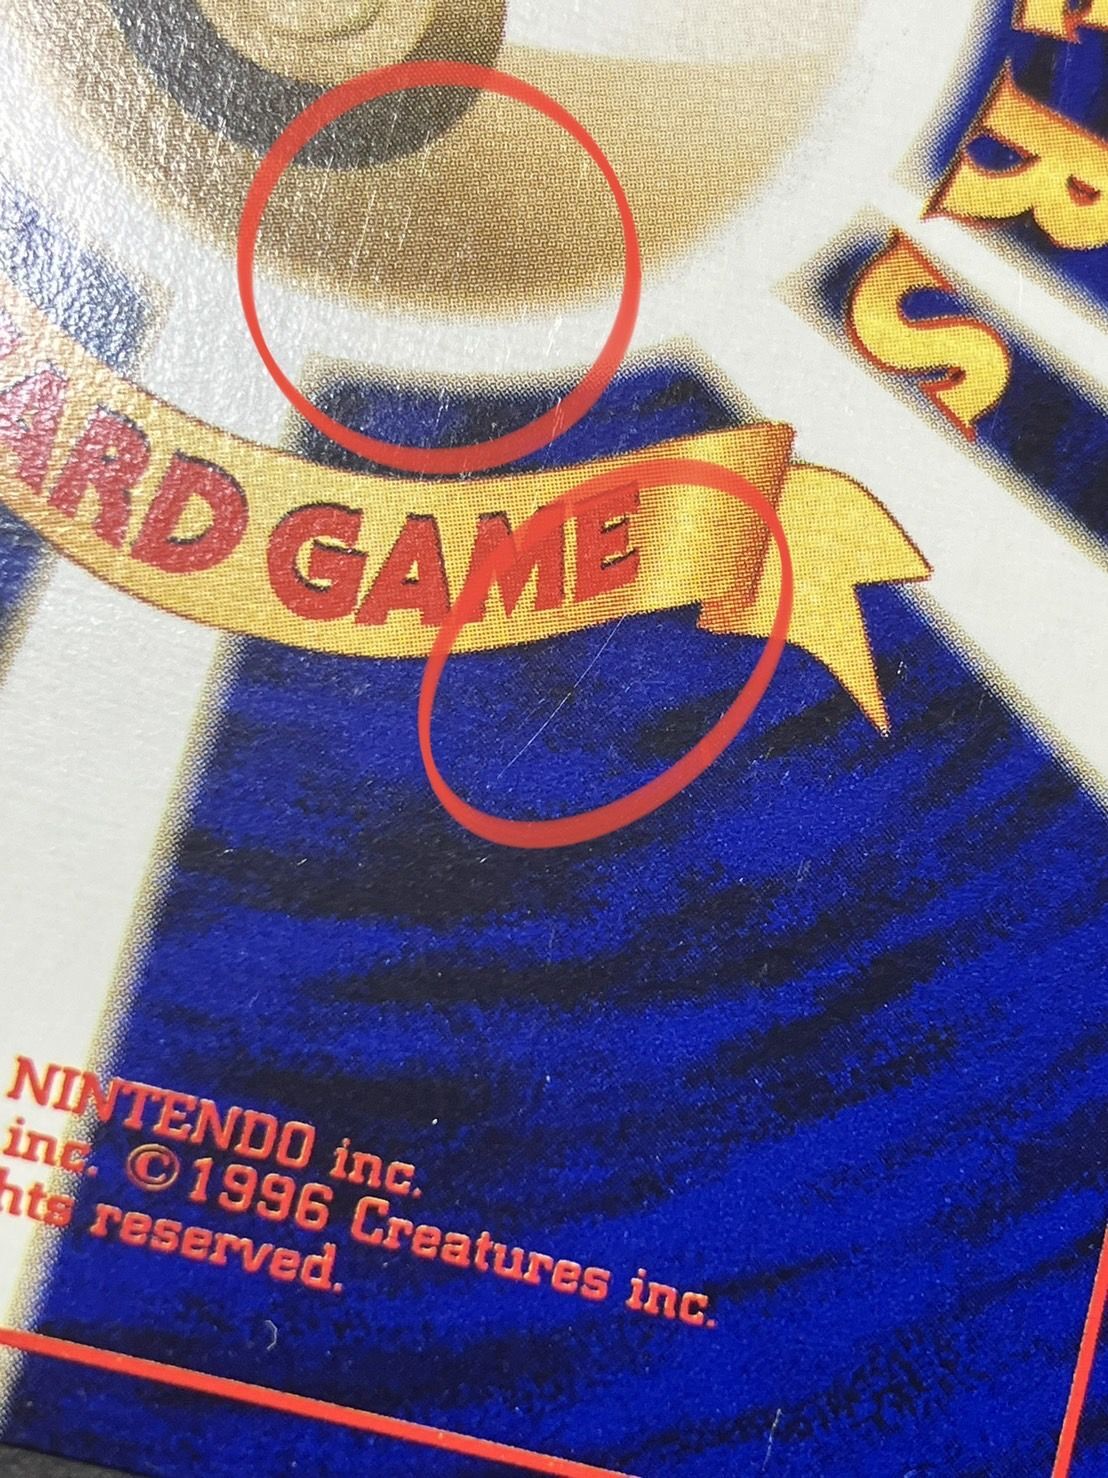 ARD GAME
NINTENDO inc.
inc. ©1996 Creatures inc.
hts reserved.